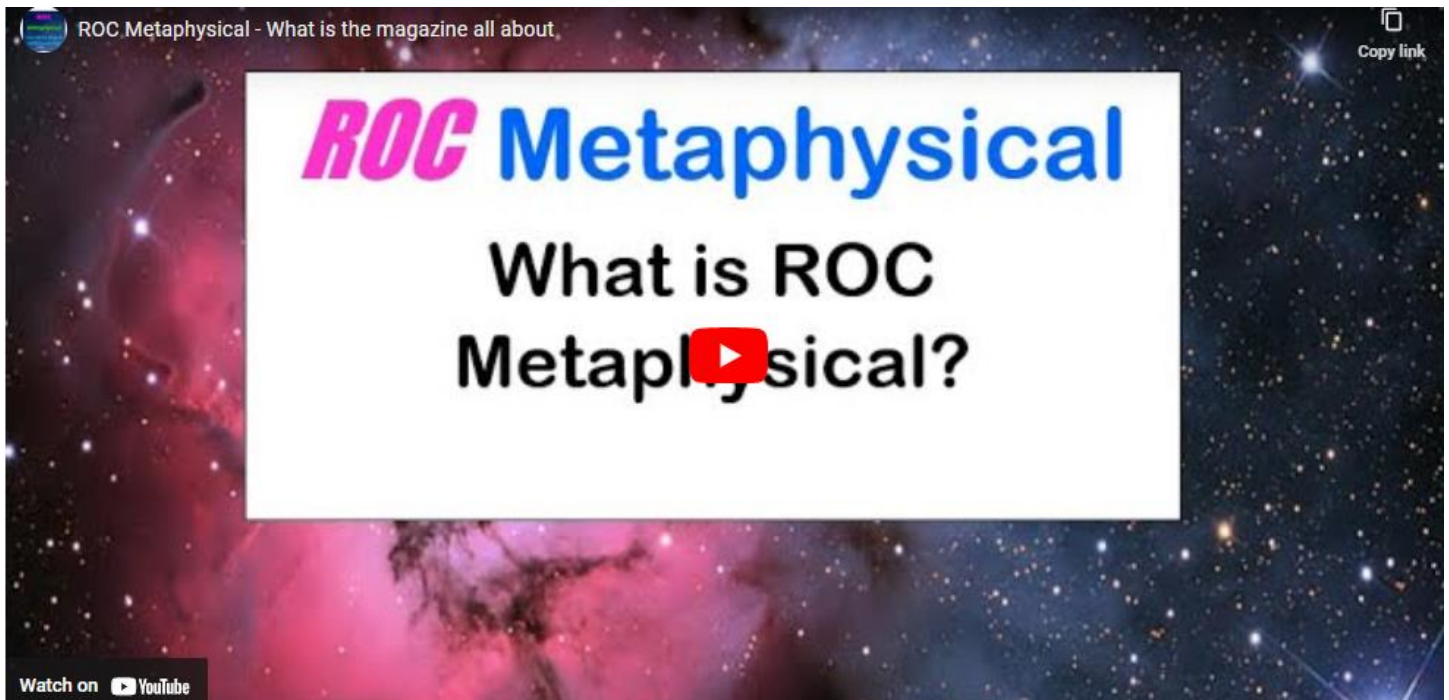 ROC Metaphysical - What is the magazine all about
Copy link
ROC Metaphysical
What is ROC
Metaphysical?
Watch on YouTube